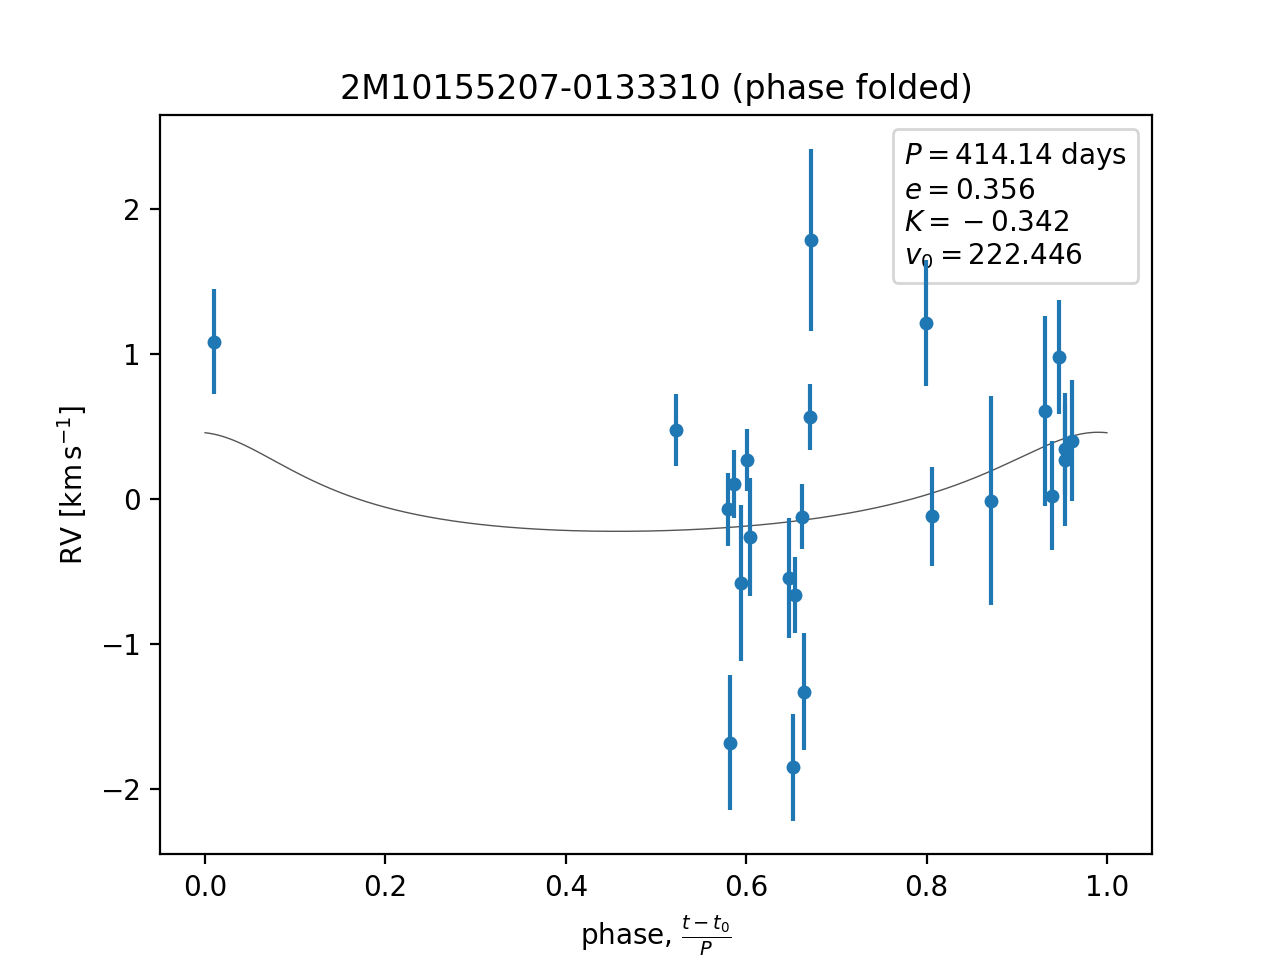 2M10155207-0133310 (phase folded)
P = 414.14 days
e = 0.356
K = −0.342
v₀ = 222.446
RV [km s⁻¹]
2
1
0
−1
−2
0.0 0.2 0.4 0.6 0.8 1.0
phase, (t − t₀)/P